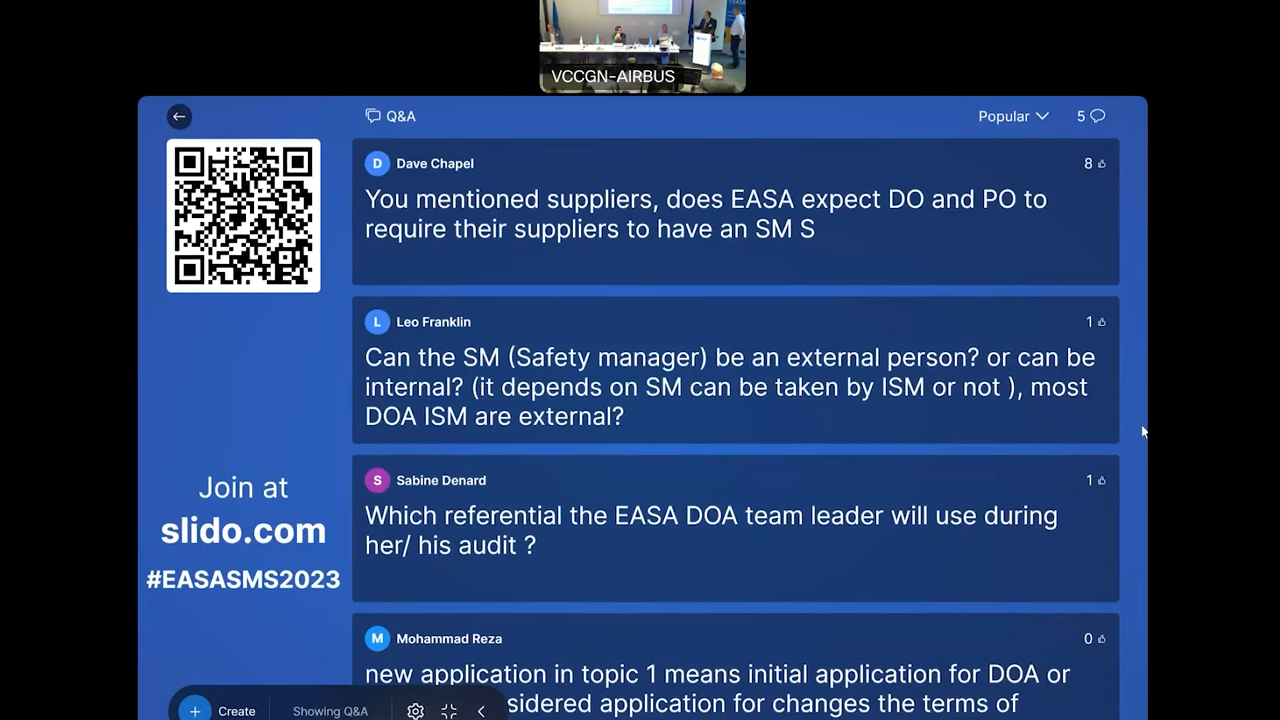 VCCGN-AIRBUS
Q&A
Popular
5
D
Dave Chapel
8
You mentioned suppliers, does EASA expect DO and PO to
require their suppliers to have an SM S
L
Leo Franklin
1
Can the SM (Safety manager) be an external person? or can be
internal? (it depends on SM can be taken by ISM or not ), most
DOA ISM are external?
S
Sabine Denard
1
Which referential the EASA DOA team leader will use during
her/ his audit ?
M
Mohammad Reza
0
new application in topic 1 means initial application for DOA or
sidered application for changes the terms of
Join at
slido.com
#EASASMS2023
Create
Showing Q&A